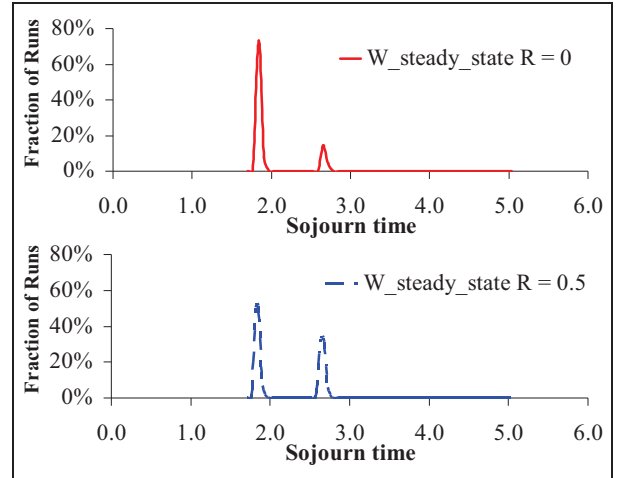 80%
60%
40%
20%
0%
Fraction of Runs
W_steady_state R = 0
0.0 1.0 2.0 3.0 4.0 5.0 6.0
Sojourn time
80%
60%
40%
20%
0%
Fraction of Runs
W_steady_state R = 0.5
0.0 1.0 2.0 3.0 4.0 5.0 6.0
Sojourn time